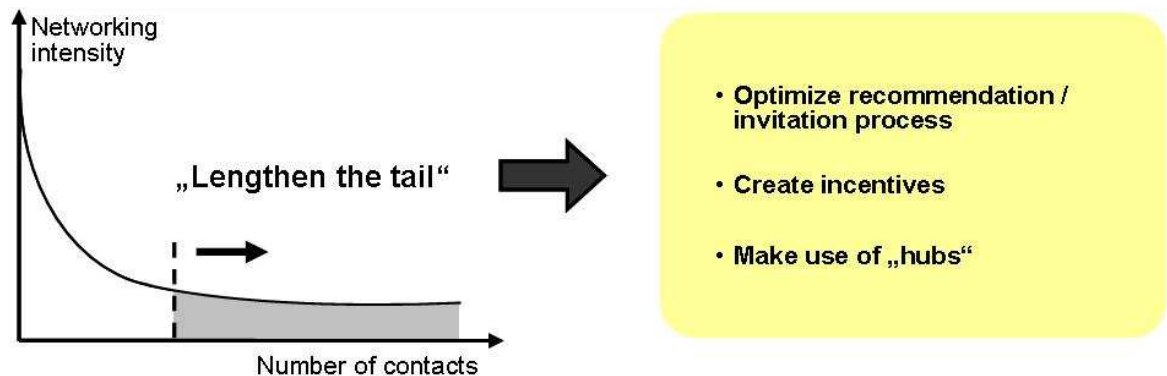 Networking
intensity
„Lengthen the tail“
Number of contacts
• Optimize recommendation /
invitation process
• Create incentives
• Make use of „hubs“